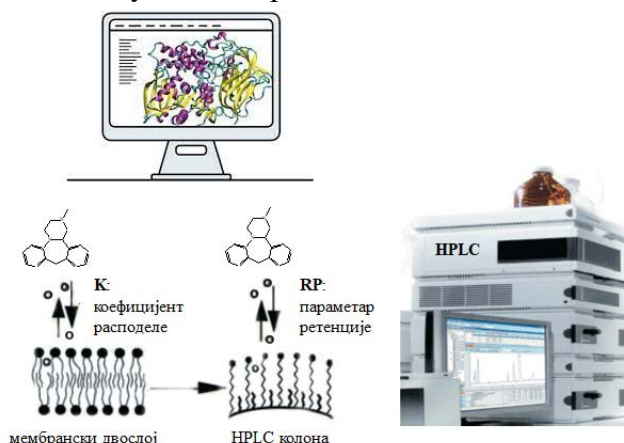 HPLC
K:
коефицијент
расподеле
RP:
параметар
ретенције
мембрански двослој
HPLC колона